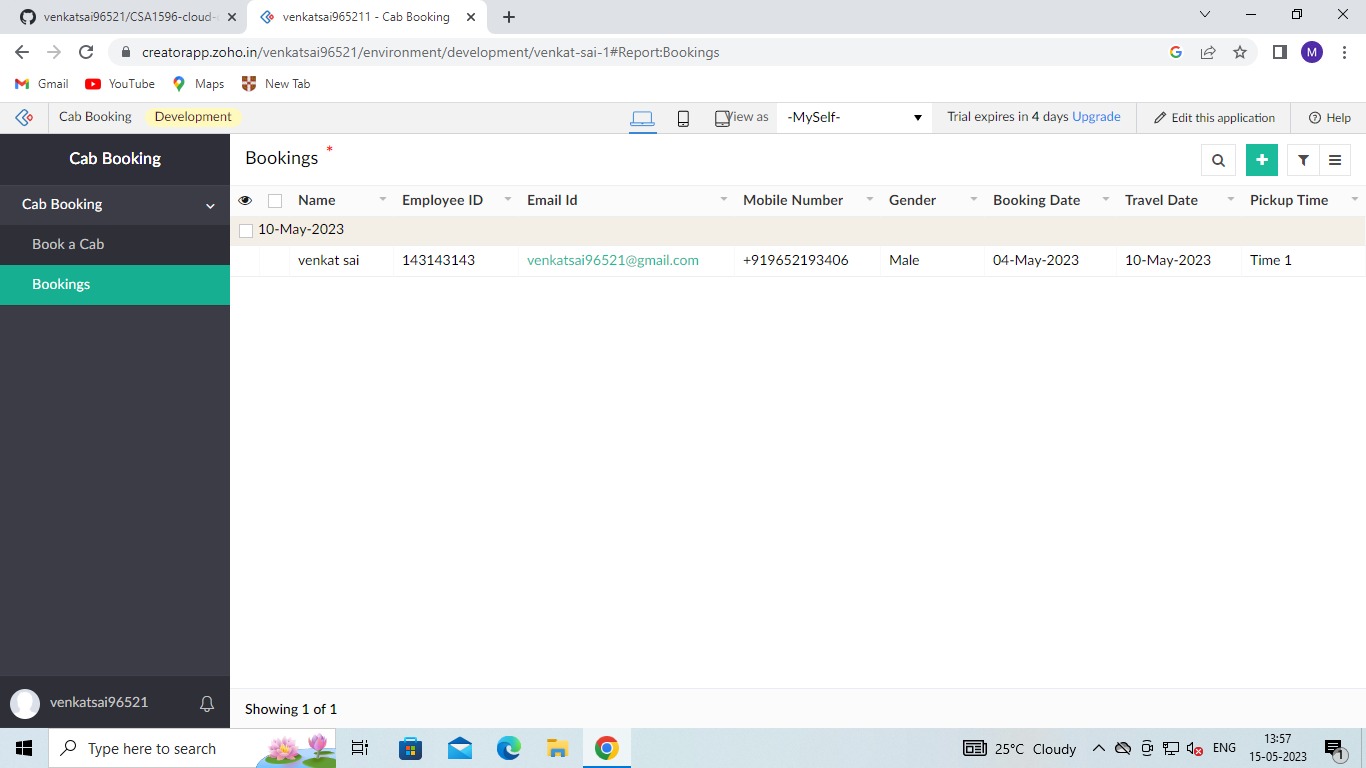 venkatsai96521/CSA1596-cloud-
venkatsai965211 - Cab Booking
creatorapp.zoho.in/venkatsai96521/environment/development/venkat-sai-1#Report:Bookings
M
Gmail YouTube Maps New Tab
Cab Booking Development View as -MySelf- Trial expires in 4 days Upgrade Edit this application Help
Cab Booking
Bookings *
Cab Booking
Book a Cab
Bookings
Name Employee ID Email Id Mobile Number Gender Booking Date Travel Date Pickup Time
10-May-2023
venkat sai 143143143 venkatsai96521@gmail.com +919652193406 Male 04-May-2023 10-May-2023 Time 1
venkatsai96521
Showing 1 of 1
Type here to search
25°C Cloudy
ENG
13:57
15-05-2023
1